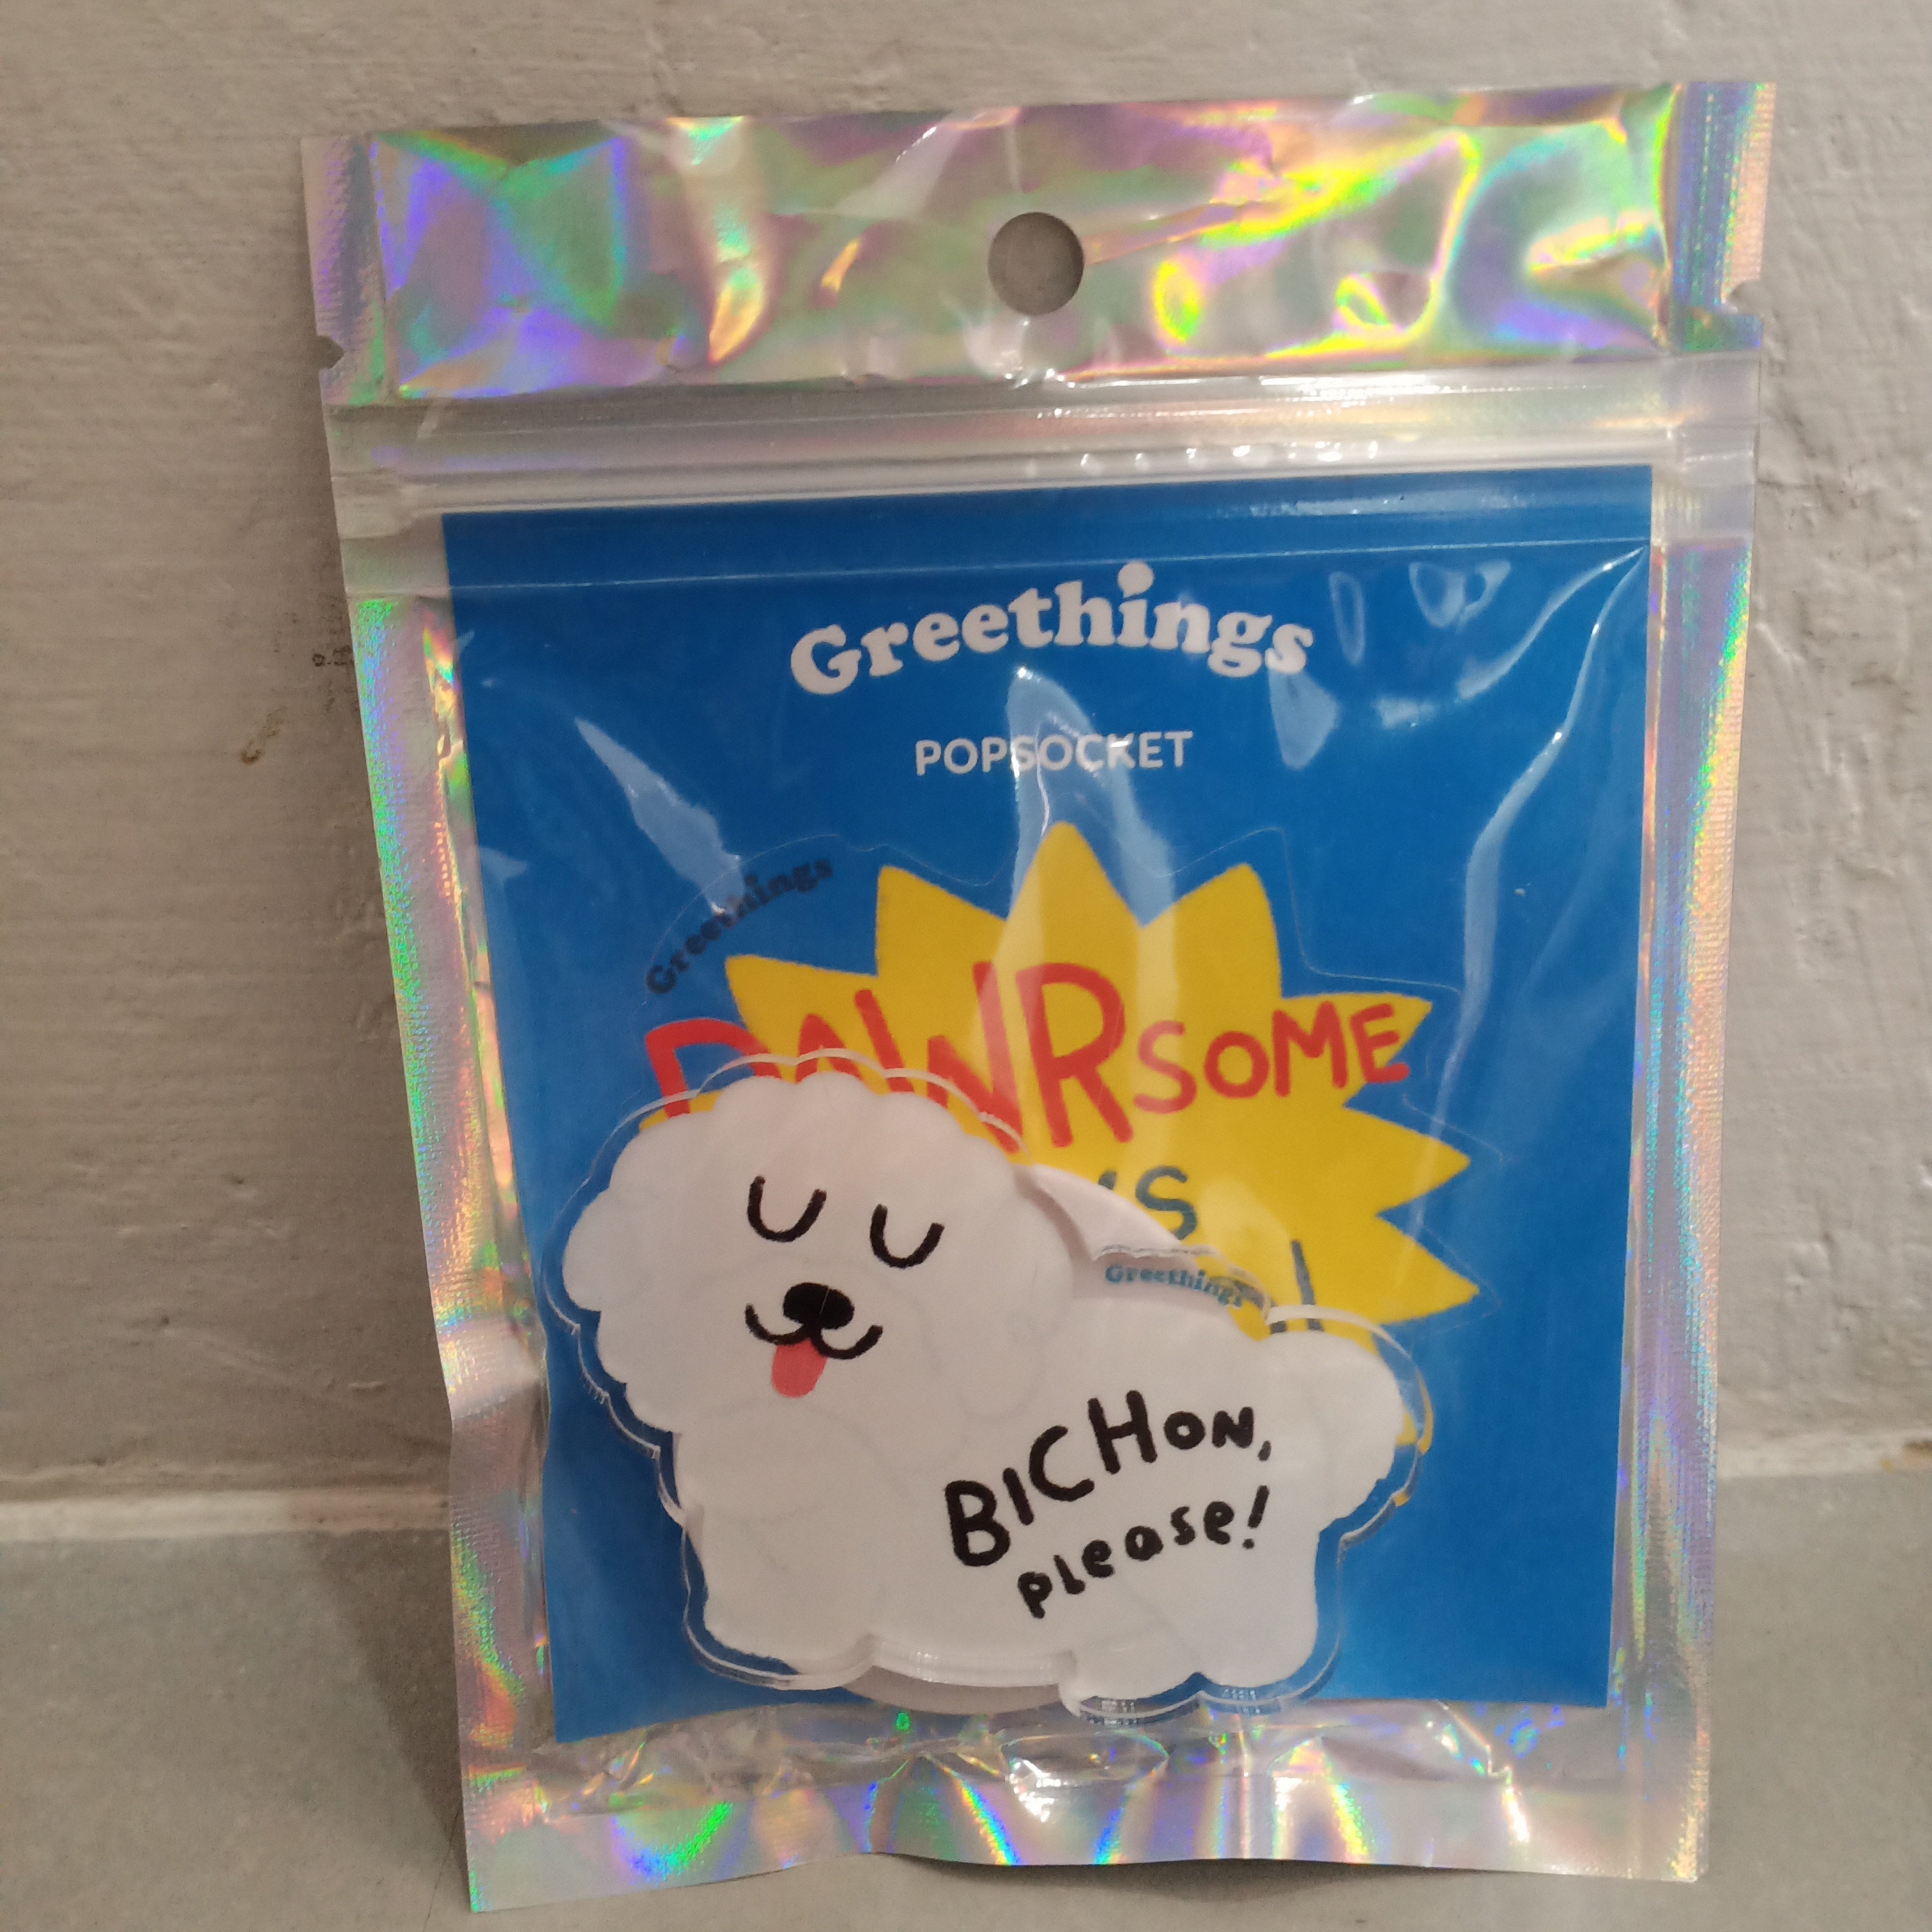 Greethings
POPSOCKET
Greethings
PAWRSOME
Greethings
BICHON,
please!